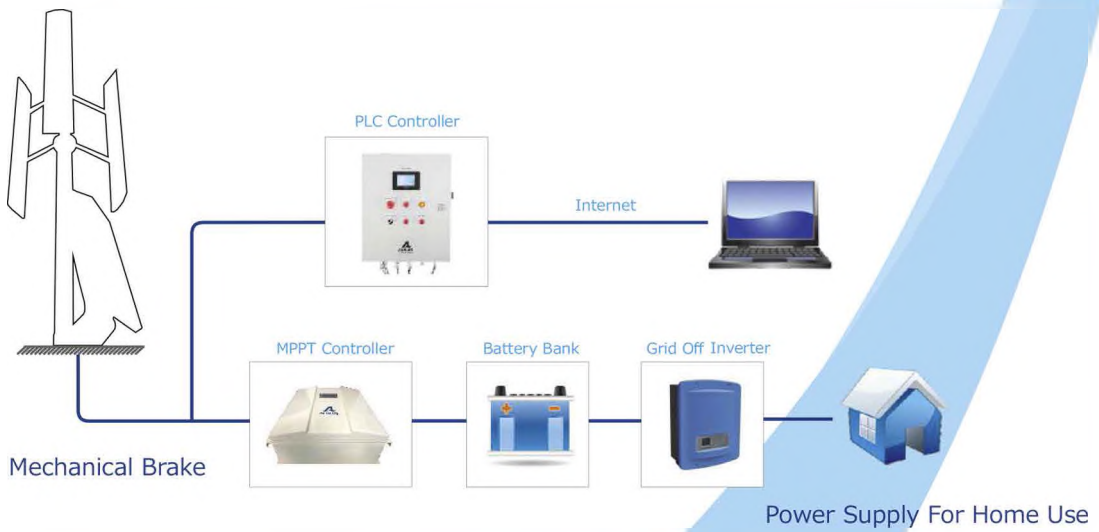 PLC Controller
Internet
MPPT Controller
Battery Bank
Grid Off Inverter
Mechanical Brake
Power Supply For Home Use